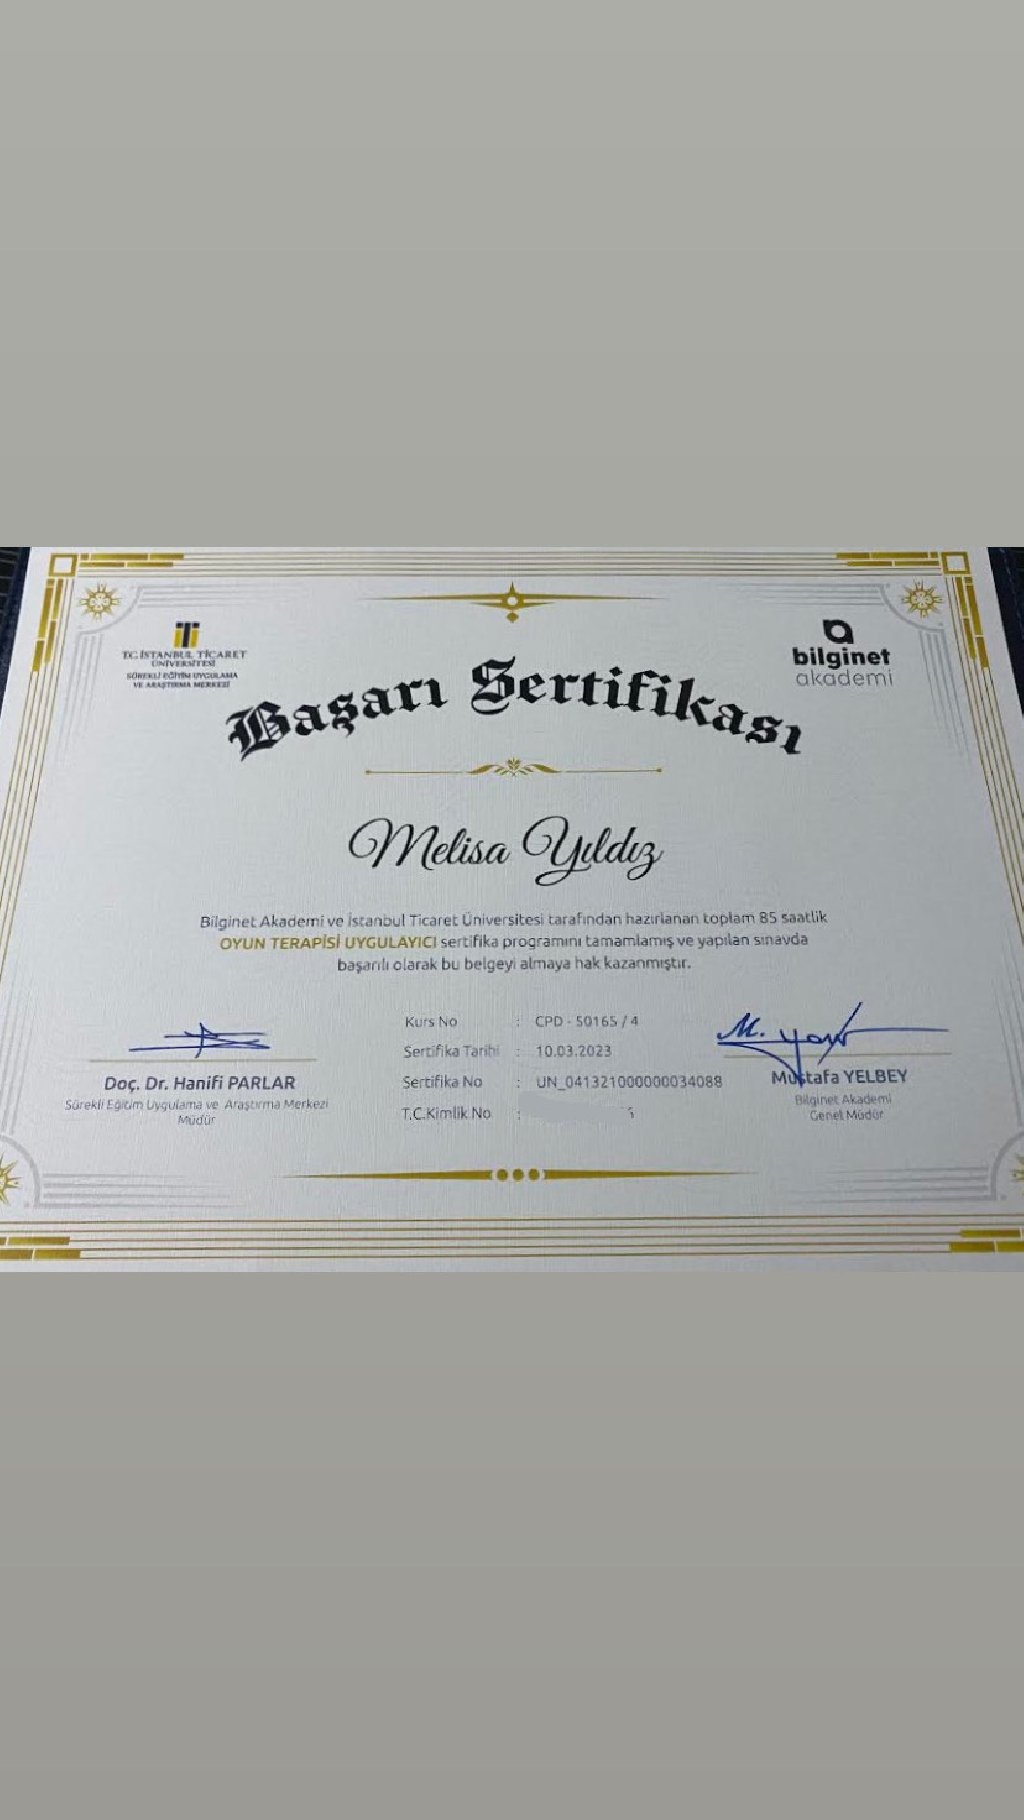 T.C. İSTANBUL TİCARET
ÜNİVERSİTESİ
SÜREKLİ EĞİTİM UYGULAMA
VE ARAŞTIRMA MERKEZİ
bilginet
akademi
Başarı Sertifikası
Melisa Yıldız
Bilginet Akademi ve İstanbul Ticaret Üniversitesi tarafından hazırlanan toplam 85 saatlik
OYUN TERAPİSİ UYGULAYICI sertifika programını tamamlamış ve yapılan sınavda
başarılı olarak bu belgeyi almaya hak kazanmıştır.
Kurs No : CPD - 50165 / 4
Sertifika Tarihi : 10.03.2023
Sertifika No : UN_041321000000034088
T.C.Kimlik No :
Doç. Dr. Hanifi PARLAR
Sürekli Eğitim Uygulama ve Araştırma Merkezi
Müdür
Mustafa YELBEY
Bilginet Akademi
Genel Müdür